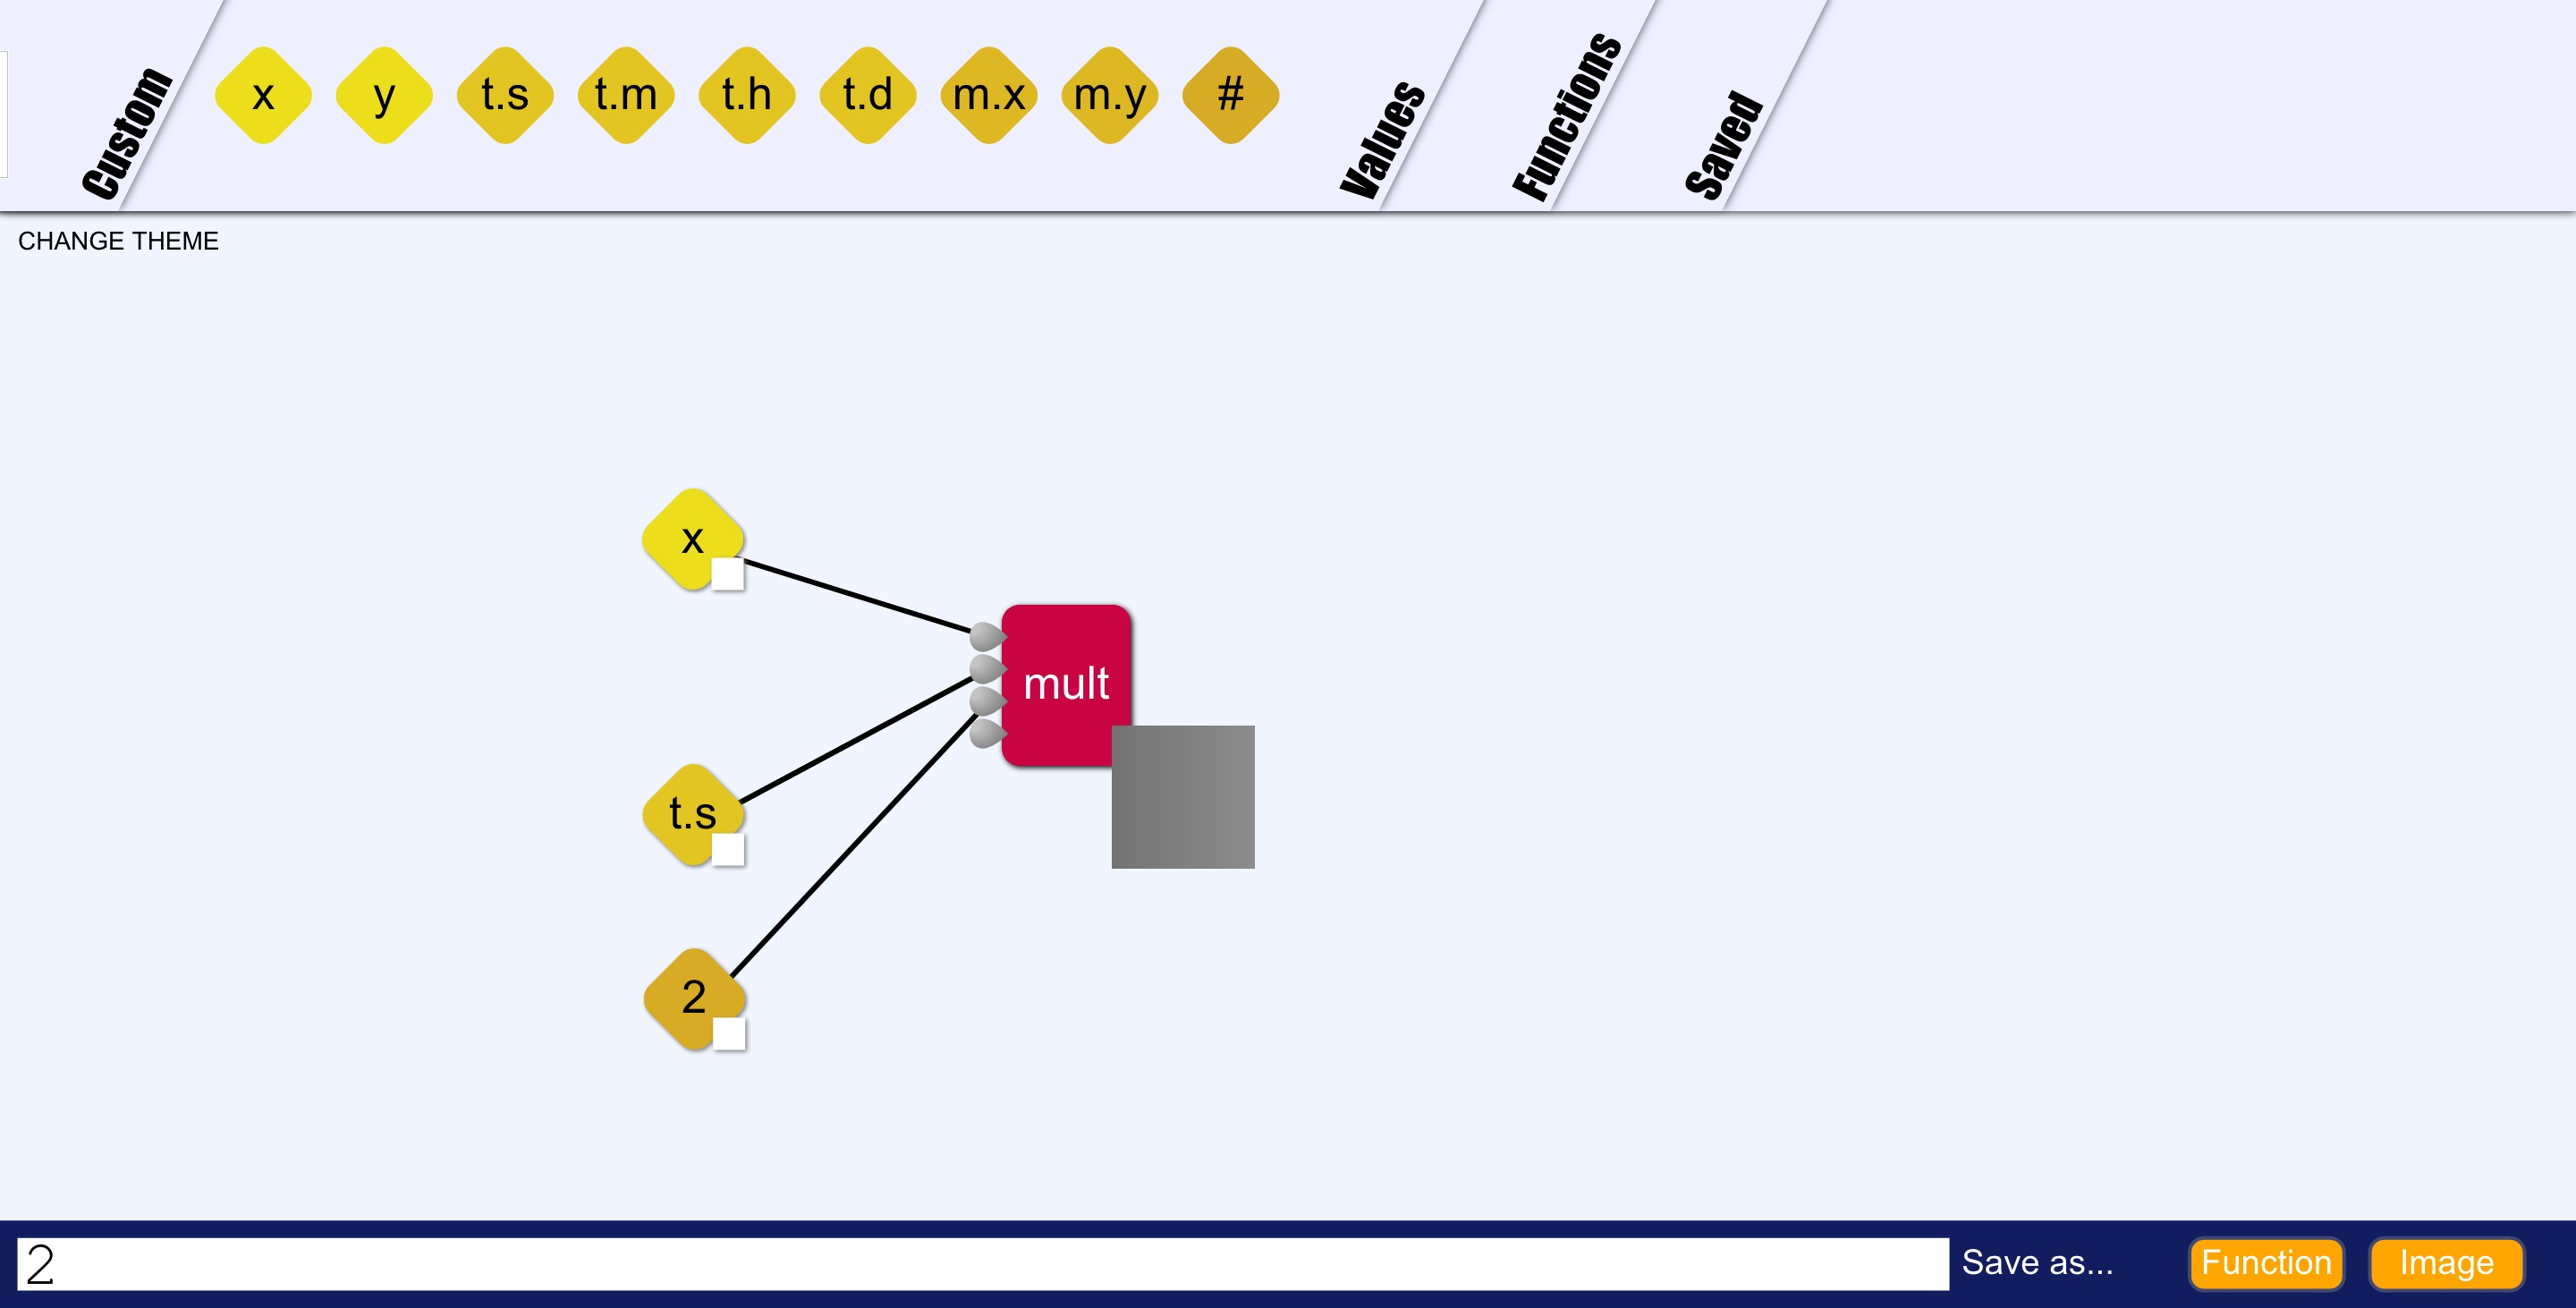 Custom
x y t.s t.m t.h t.d m.x m.y #
Values
Functions
Saved
CHANGE THEME
x
mult
t.s
2
2
Save as...
Function
Image